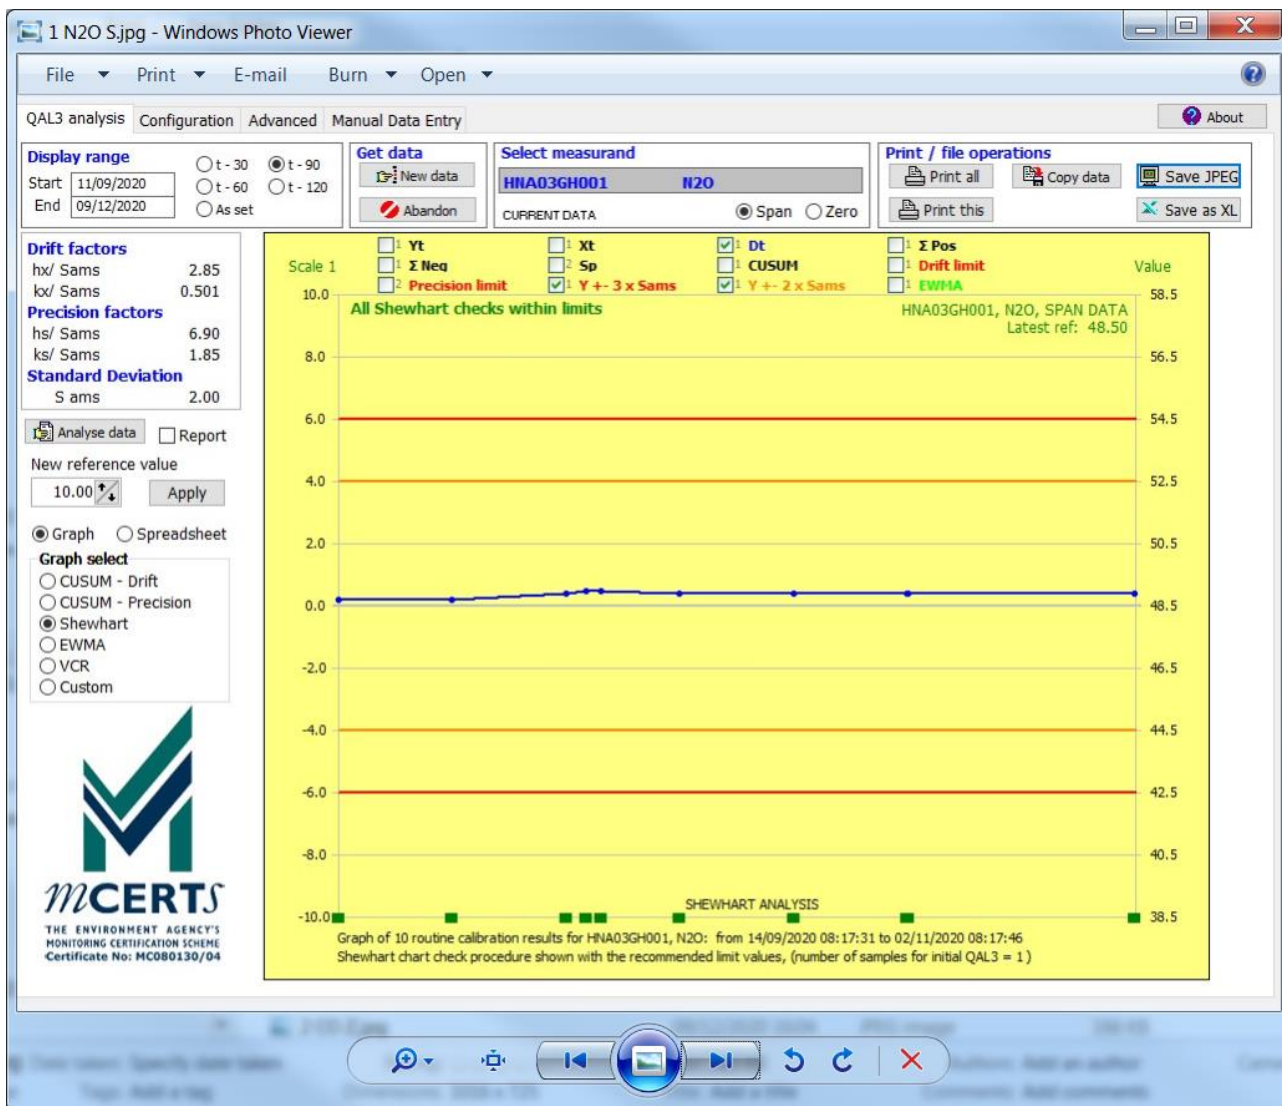 1 N2O S.jpg - Windows Photo Viewer
File Print E-mail Burn Open
QAL3 analysis Configuration Advanced Manual Data Entry About
Display range
t - 30 t - 90
Start 11/09/2020 t - 60 t - 120
End 09/12/2020 As set
Get data
New data
Abandon
Select measurand
HNA03GH001 N2O
CURRENT DATA Span Zero
Print / file operations
Print all Copy data Save JPEG
Print this Save as XL
Drift factors
hx/ Sams 2.85
kx/ Sams 0.501
Precision factors
hs/ Sams 6.90
ks/ Sams 1.85
Standard Deviation
S ams 2.00
Analyse data Report
New reference value
10.00 Apply
Graph Spreadsheet
Graph select
CUSUM - Drift
CUSUM - Precision
Shewhart
EWMA
VCR
Custom
mCERTS
THE ENVIRONMENT AGENCY'S
MONITORING CERTIFICATION SCHEME
Certificate No: MC080130/04
1 Yt 1 Xt 1 Dt 1 Σ Pos
Scale 1 1 Σ Neg 2 Sp 1 CUSUM 1 Drift limit Value
2 Precision limit 1 Y +- 3 x Sams 1 Y +- 2 x Sams 1 EWMA
10.0 58.5
All Shewhart checks within limits HNA03GH001, N2O, SPAN DATA
Latest ref: 48.50
8.0 56.5
6.0 54.5
4.0 52.5
2.0 50.5
0.0 48.5
-2.0 46.5
-4.0 44.5
-6.0 42.5
-8.0 40.5
SHEWHART ANALYSIS
-10.0 38.5
Graph of 10 routine calibration results for HNA03GH001, N2O: from 14/09/2020 08:17:31 to 02/11/2020 08:17:46
Shewhart chart check procedure shown with the recommended limit values, (number of samples for initial QAL3 = 1 )